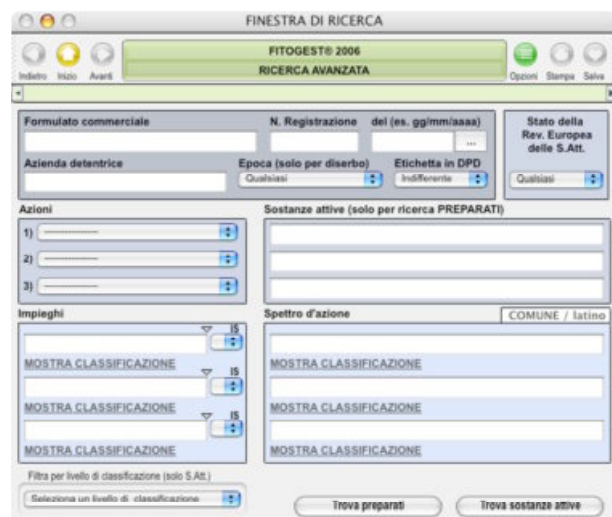 FINESTRA DI RICERCA
FITOGEST® 2006
RICERCA AVANZATA
Indietro Inizio Avanti
Opzioni Stampa Salva
Formulato commerciale
N. Registrazione
del (es. gg/mm/aaaa)
...
Stato della
Rev. Europea
delle S.Att.
Azienda detentrice
Epoca (solo per diserbo)
Etichetta in DPD
Qualsiasi
Indifferente
Qualsiasi
Azioni
Sostanze attive (solo per ricerca PREPARATI)
1) ---------------
2) ---------------
3) ---------------
Impieghi
Spettro d'azione
COMUNE / latino
IS
MOSTRA CLASSIFICAZIONE
MOSTRA CLASSIFICAZIONE
IS
MOSTRA CLASSIFICAZIONE
MOSTRA CLASSIFICAZIONE
IS
MOSTRA CLASSIFICAZIONE
MOSTRA CLASSIFICAZIONE
Filtra per livello di classificazione (solo S.Att.)
Seleziona un livello di classificazione
Trova preparati
Trova sostanze attive